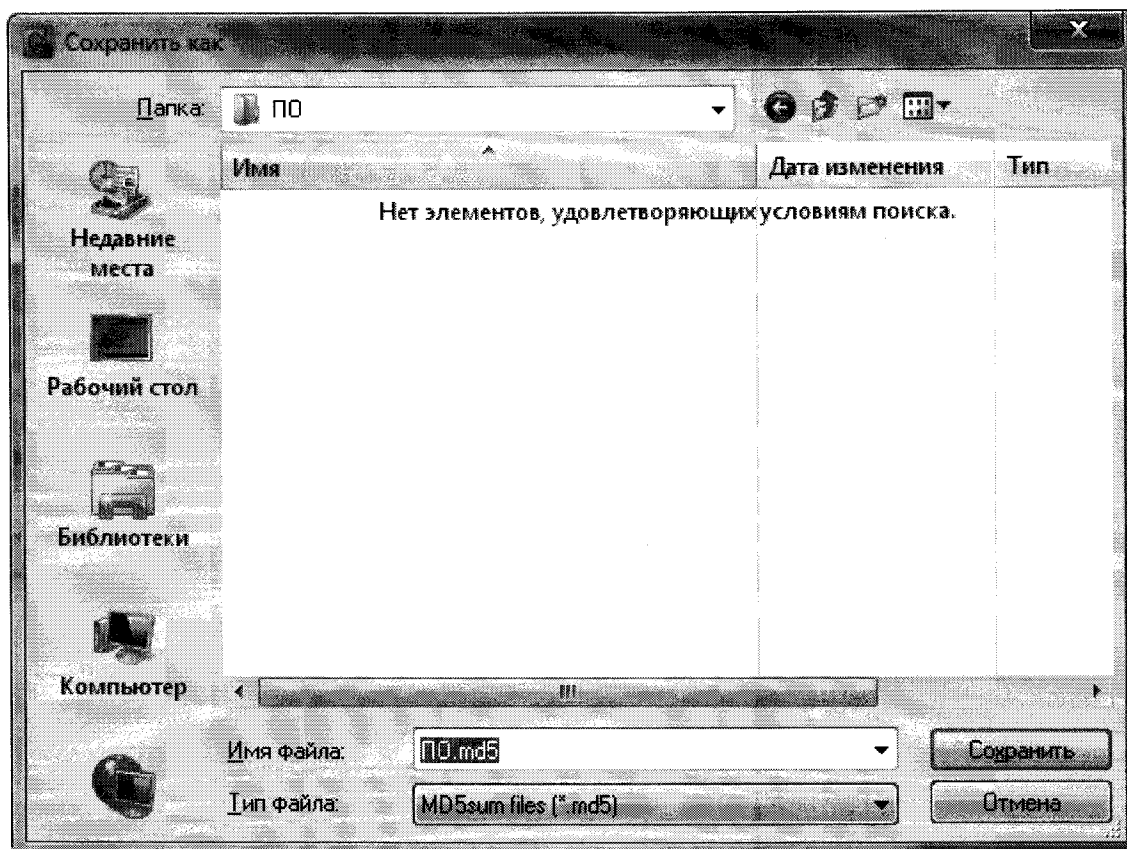 Сохранить как
Папка: ПО
Имя Дата изменения Тип
Нет элементов, удовлетворяющих условиям поиска.
Недавние
места
Рабочий стол
Библиотеки
Компьютер
Имя файла: ПО.md5 Сохранить
Тип файла: MD5sum files (*.md5) Отмена